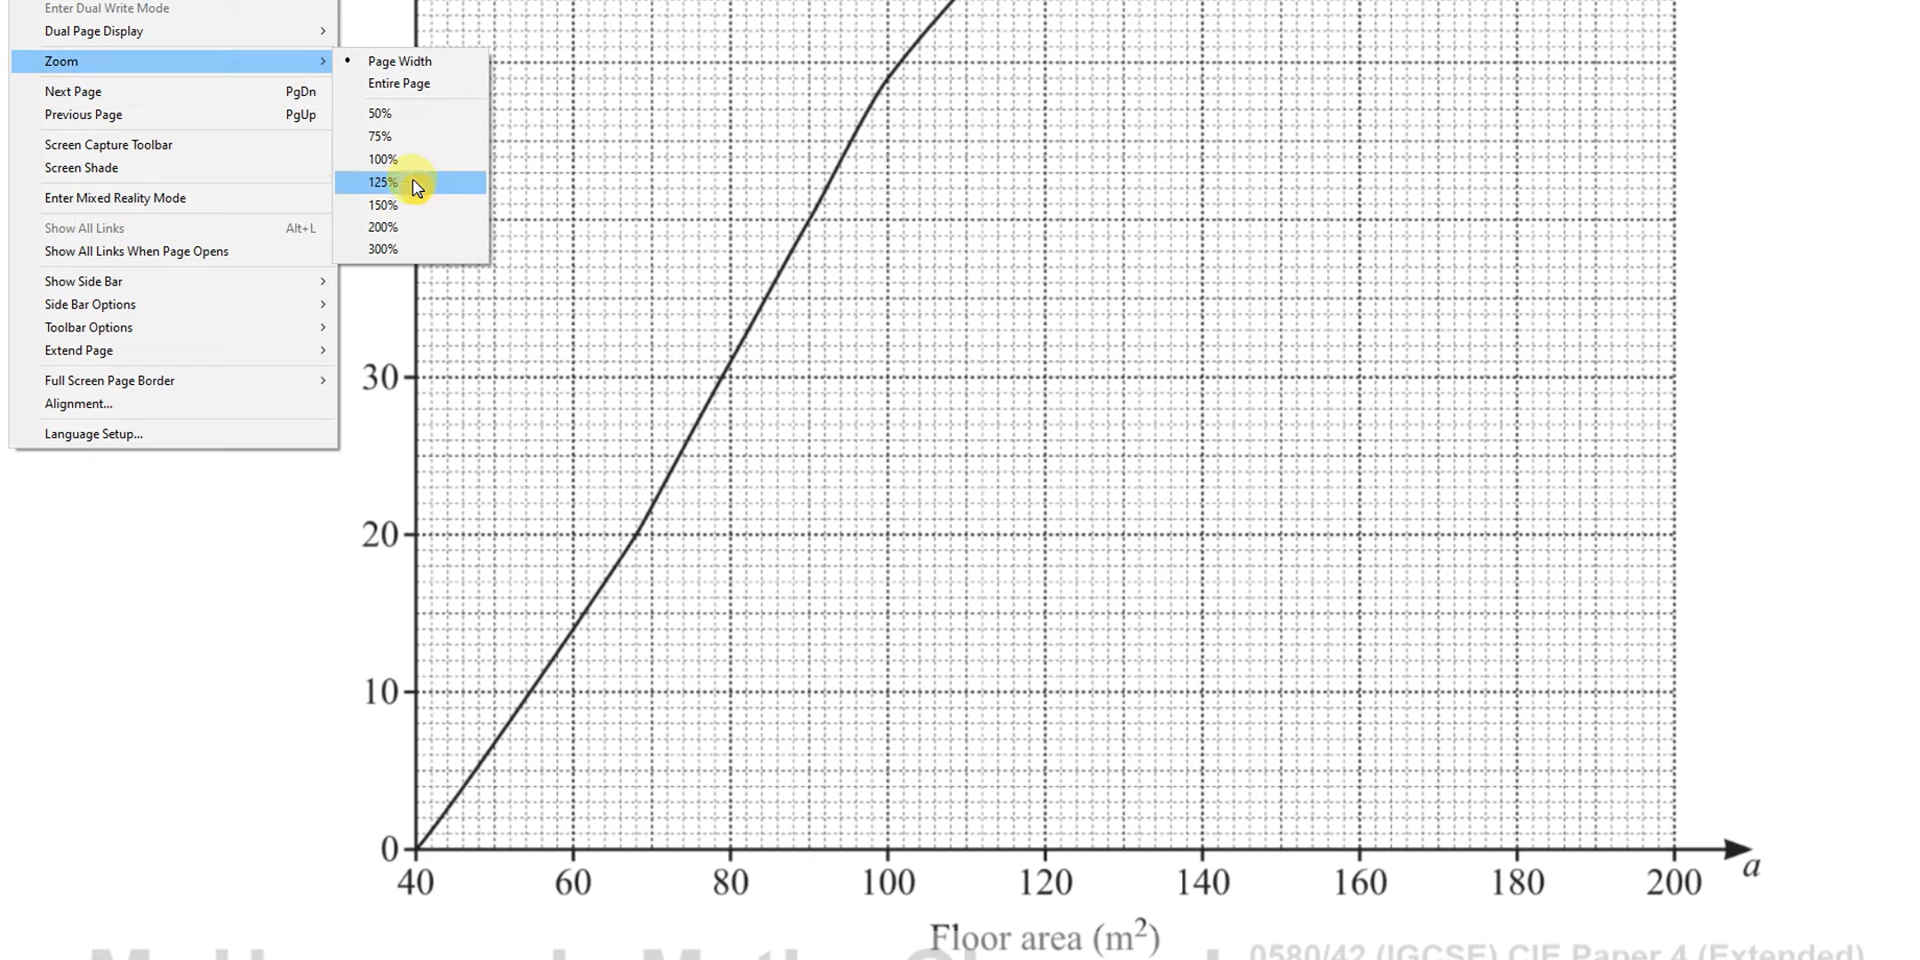 Enter Dual Write Mode
Dual Page Display
Zoom
Next Page PgDn
Previous Page PgUp
Screen Capture Toolbar
Screen Shade
Enter Mixed Reality Mode
Show All Links Alt+L
Show All Links When Page Opens
Show Side Bar
Side Bar Options
Toolbar Options
Extend Page
Full Screen Page Border
Alignment...
Language Setup...
Page Width
Entire Page
50%
75%
100%
125%
150%
200%
300%
30
20
10
0
40 60 80 100 120 140 160 180 200
a
Floor area (m²)
0580/42 (IGCSE) CIE Paper 4 (Extended)